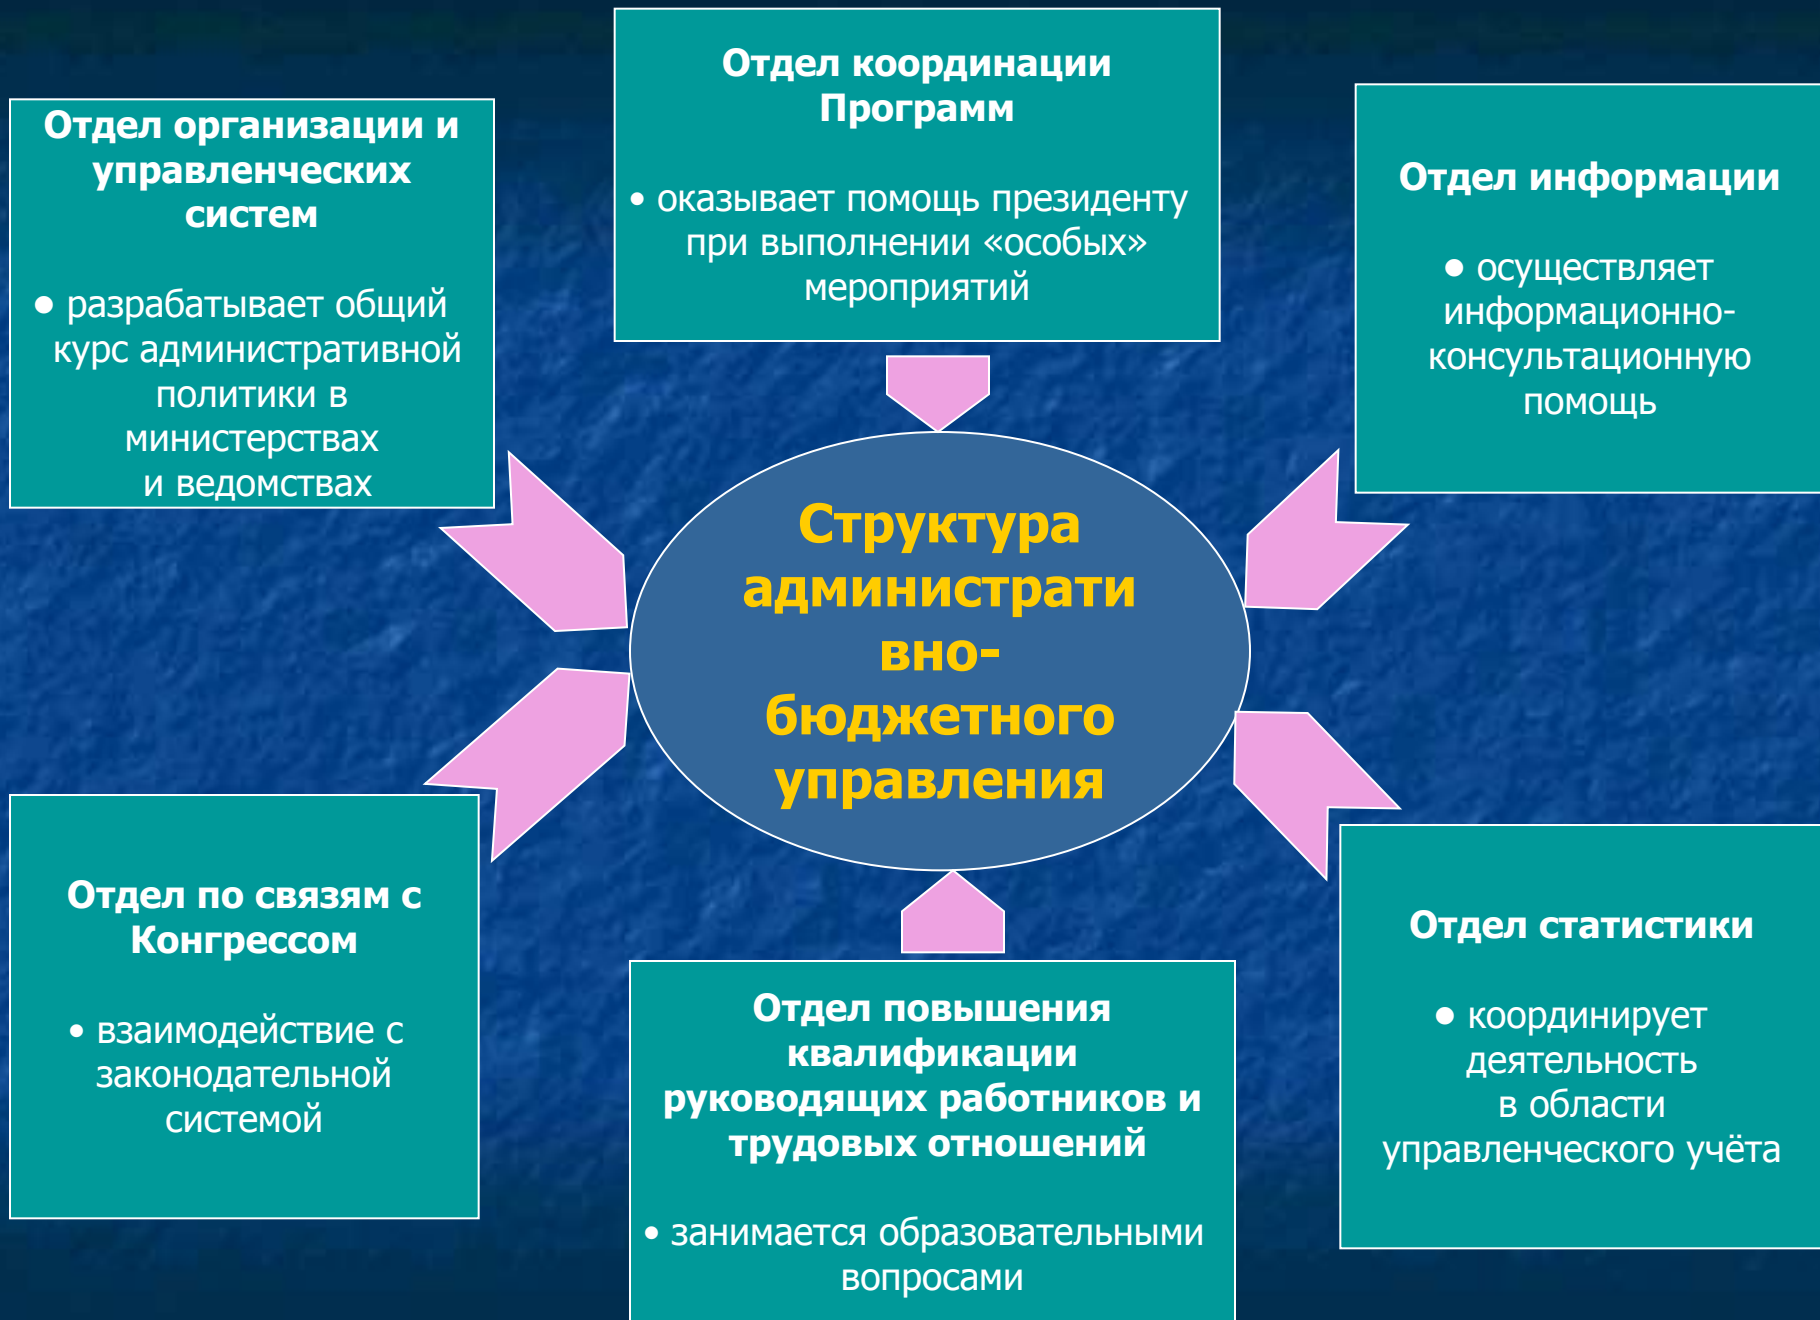 Отдел организации и
управленческих
систем
• разрабатывает общий
курс административной
политики в
министерствах
и ведомствах
Отдел координации
Программ
• оказывает помощь президенту
при выполнении «особых»
мероприятий
Отдел информации
• осуществляет
информационно-
консультационную
помощь
Структура
администрати
вно-
бюджетного
управления
Отдел по связям с
Конгрессом
• взаимодействие с
законодательной
системой
Отдел повышения
квалификации
руководящих работников и
трудовых отношений
• занимается образовательными
вопросами
Отдел статистики
• координирует
деятельность
в области
управленческого учёта